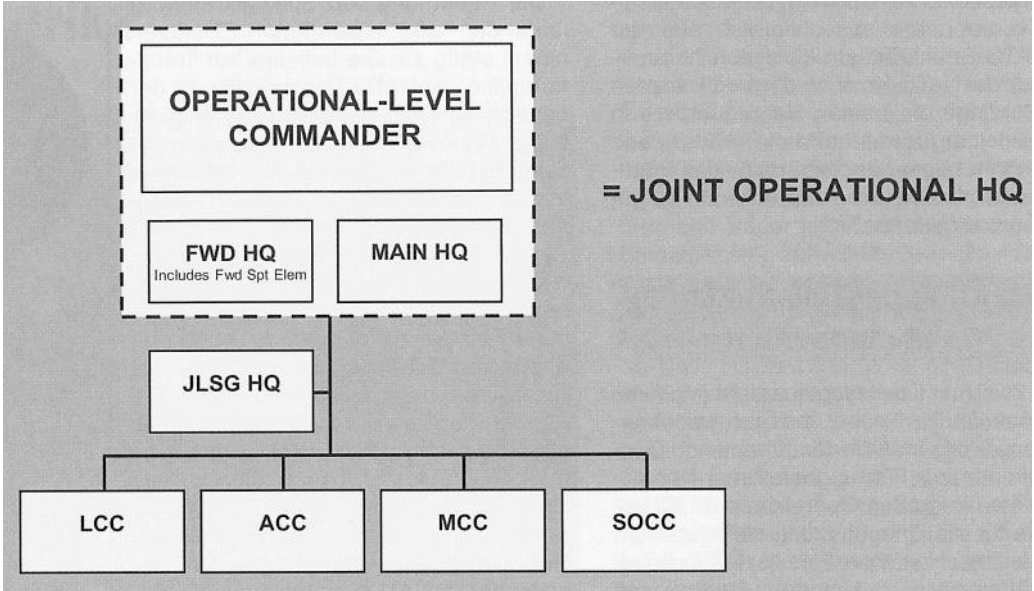 OPERATIONAL-LEVEL
COMMANDER
= JOINT OPERATIONAL HQ
FWD HQ
Includes Fwd Spt Elem
MAIN HQ
JLSG HQ
LCC
ACC
MCC
SOCC